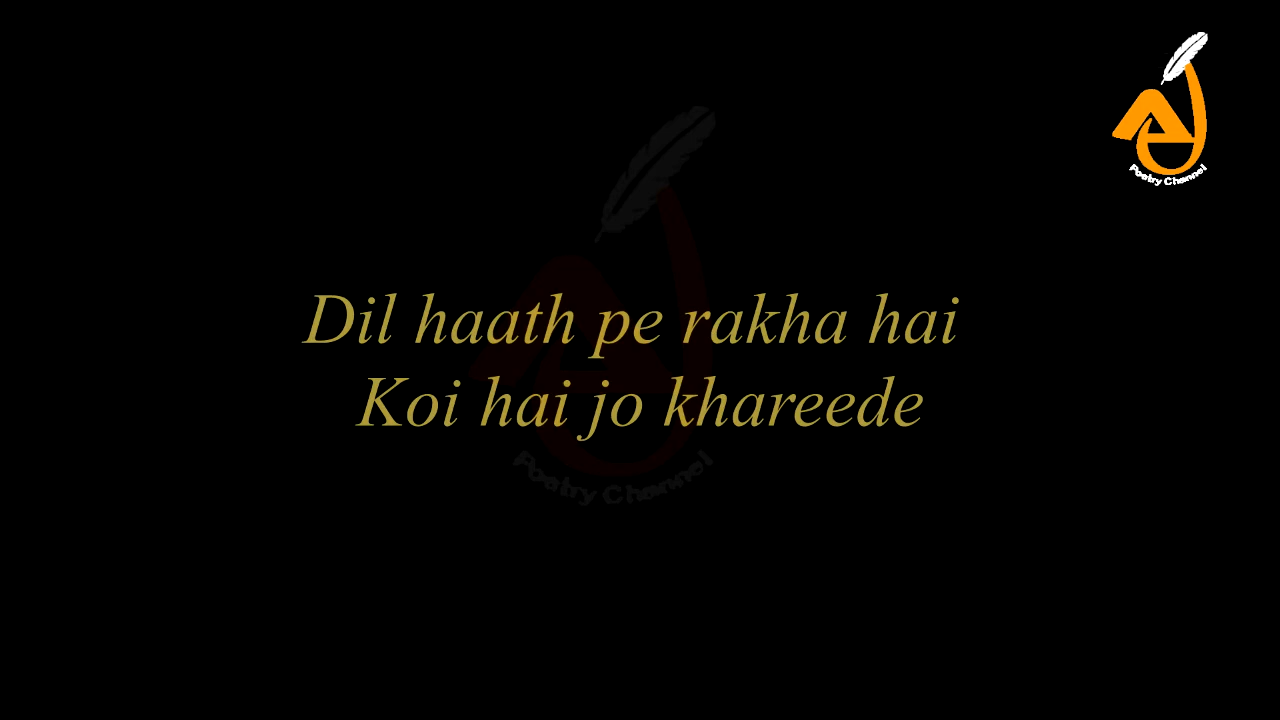 Poetry Channel
Dil haath pe rakha hai
Koi hai jo khareede
Poetry Channel